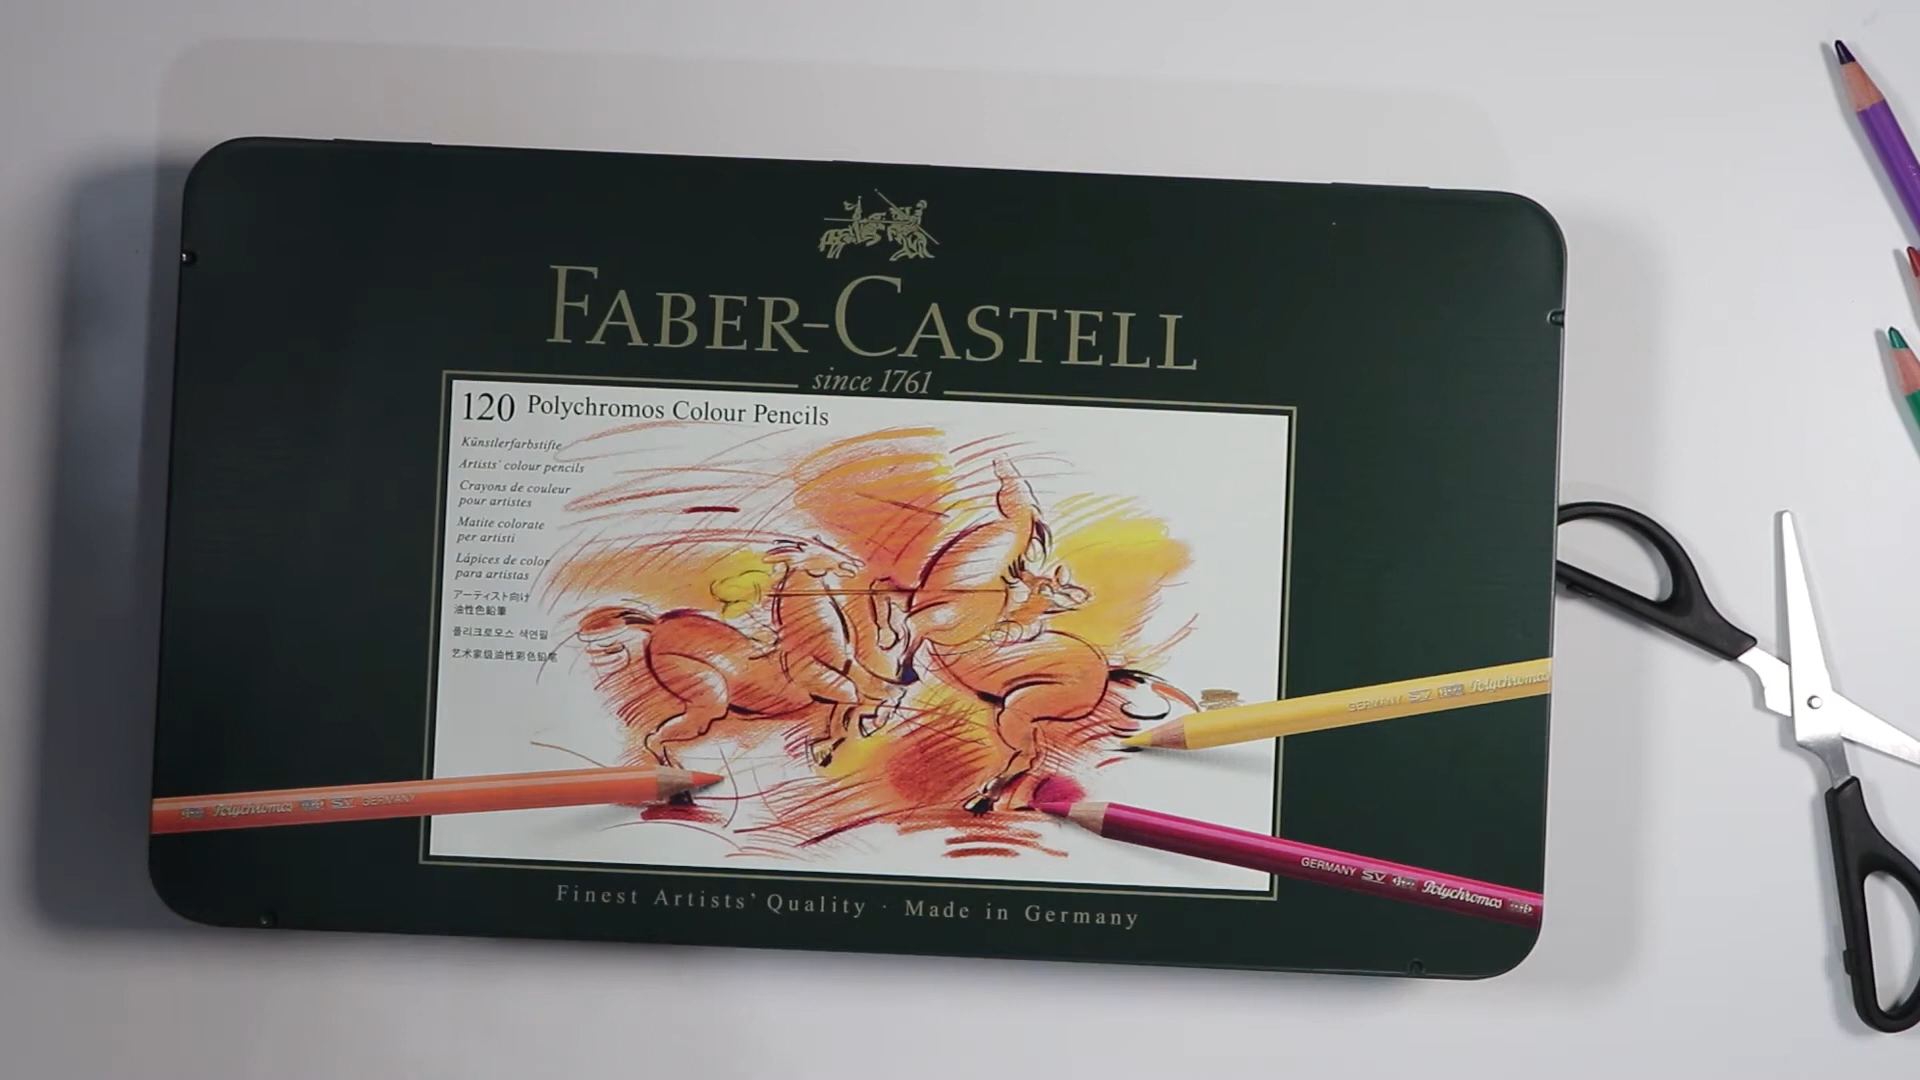 FABER-CASTELL
since 1761
120 Polychromos Colour Pencils
Künstlerfarbstifte
Artists' colour pencils
Crayons de couleur
pour artistes
Matite colorate
per artisti
Lápices de color
para artistas
アーティスト向け
油性色鉛筆
폴리크로모스 색연필
艺术家级油性彩色铅笔
GERMANY SV Polychromos
Polychromos SV GERMANY
GERMANY SV Polychromos
Finest Artists' Quality · Made in Germany